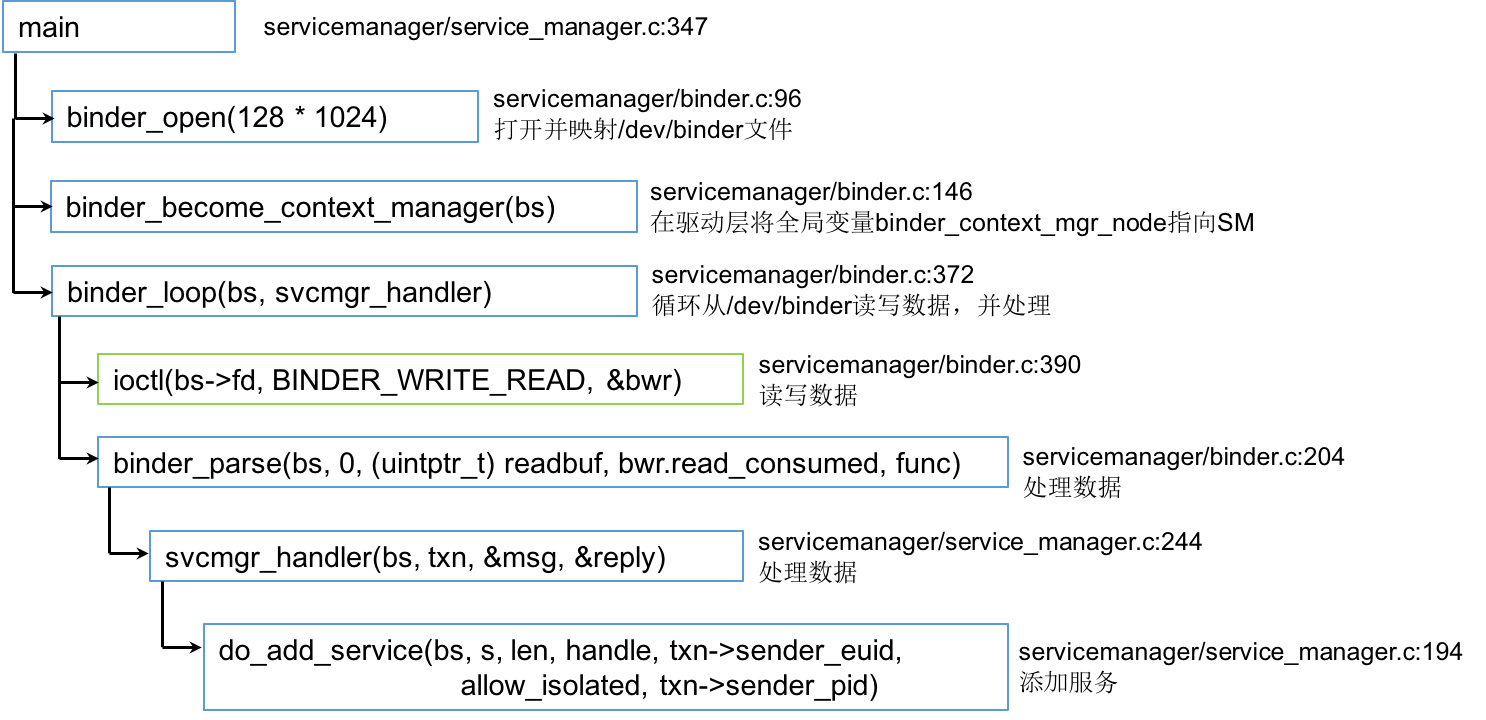 main
servicemanager/service_manager.c:347
binder_open(128 * 1024)
servicemanager/binder.c:96
打开并映射/dev/binder文件
binder_become_context_manager(bs)
servicemanager/binder.c:146
在驱动层将全局变量binder_context_mgr_node指向SM
binder_loop(bs, svcmgr_handler)
servicemanager/binder.c:372
循环从/dev/binder读写数据，并处理
ioctl(bs->fd, BINDER_WRITE_READ, &bwr)
servicemanager/binder.c:390
读写数据
binder_parse(bs, 0, (uintptr_t) readbuf, bwr.read_consumed, func)
servicemanager/binder.c:204
处理数据
svcmgr_handler(bs, txn, &msg, &reply)
servicemanager/service_manager.c:244
处理数据
do_add_service(bs, s, len, handle, txn->sender_euid,
allow_isolated, txn->sender_pid)
servicemanager/service_manager.c:194
添加服务